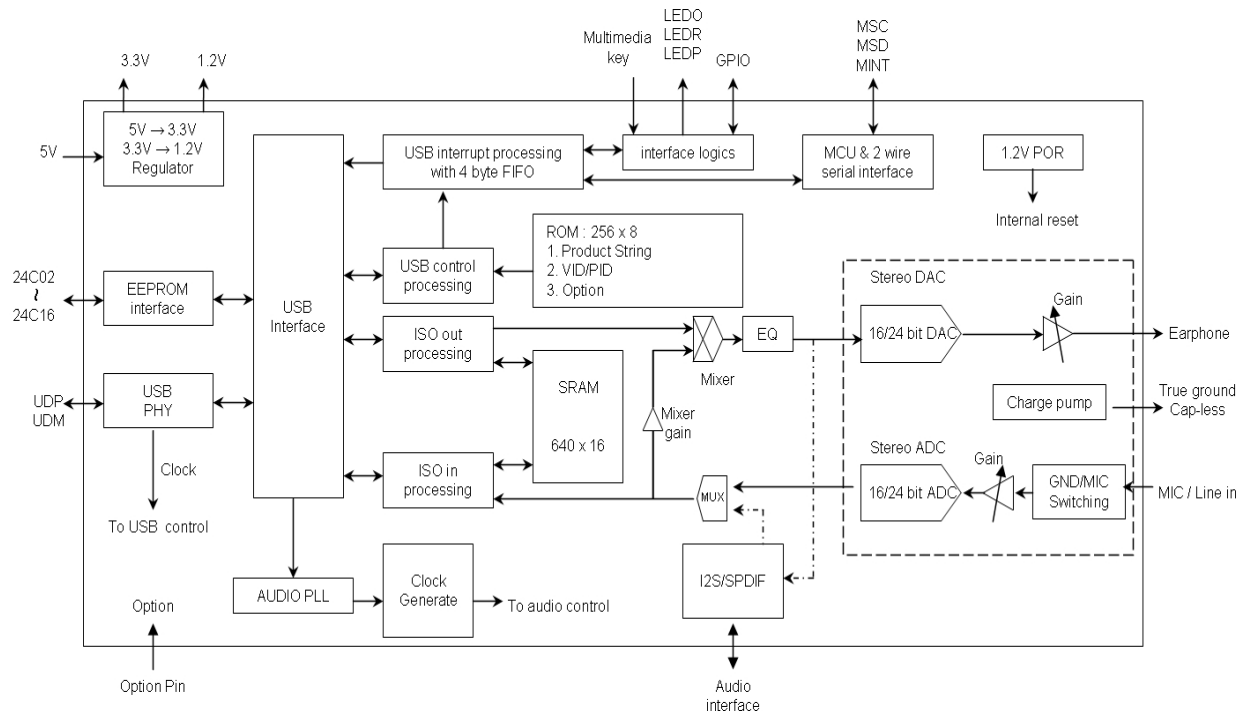 LEDO
LEDR
LEDP
MSC
MSD
MINT
Multimedia
key
GPIO
3.3V
1.2V
5V
5V → 3.3V
3.3V → 1.2V
Regulator
USB interrupt processing
with 4 byte FIFO
interface logics
MCU & 2 wire
serial interface
1.2V POR
Internal reset
ROM : 256 x 8
1. Product String
2. VID/PID
3. Option
USB control
processing
24C02
~
24C16
EEPROM
interface
USB
Interface
ISO out
processing
Mixer
EQ
Stereo DAC
16/24 bit DAC
Gain
Earphone
SRAM
640 x 16
UDP
UDM
USB
PHY
Mixer
gain
Charge pump
True ground
Cap-less
Clock
To USB control
ISO in
processing
MUX
Stereo ADC
16/24 bit ADC
Gain
GND/MIC
Switching
MIC / Line in
AUDIO PLL
Clock
Generate
To audio control
I2S/SPDIF
Option
Option Pin
Audio
interface